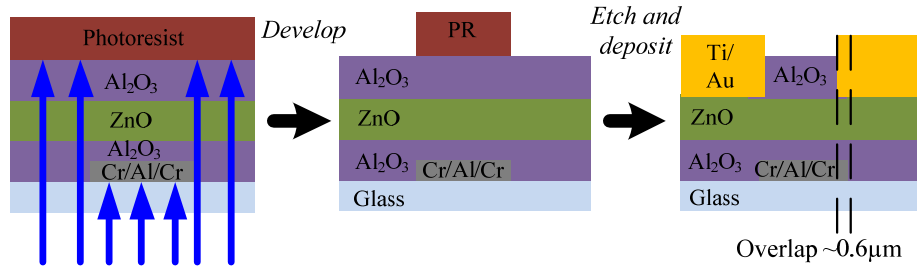 Photoresist
Al₂O₃
ZnO
Al₂O₃
Cr/Al/Cr
Develop
PR
Al₂O₃
ZnO
Al₂O₃
Cr/Al/Cr
Glass
Etch and
deposit
Ti/
Au
Al₂O₃
ZnO
Al₂O₃
Cr/Al/Cr
Glass
Overlap ~0.6μm